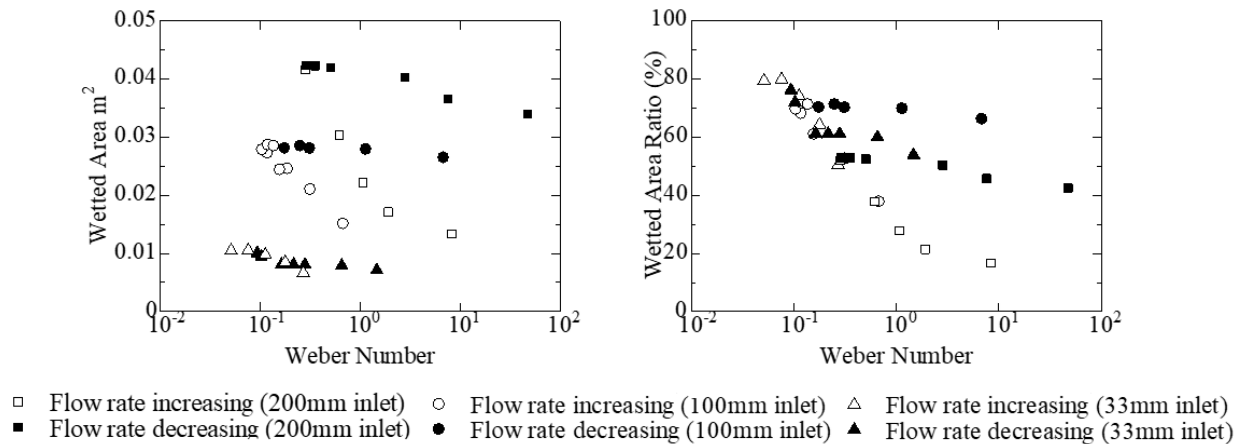 0.05
0.04
0.03
0.02
0.01
0
Wetted Area m²
10⁻² 10⁻¹ 10⁰ 10¹ 10²
Weber Number
100
80
60
40
20
0
Wetted Area Ratio (%)
10⁻² 10⁻¹ 10⁰ 10¹ 10²
Weber Number
Flow rate increasing (200mm inlet)
Flow rate decreasing (200mm inlet)
Flow rate increasing (100mm inlet)
Flow rate decreasing (100mm inlet)
Flow rate increasing (33mm inlet)
Flow rate decreasing (33mm inlet)